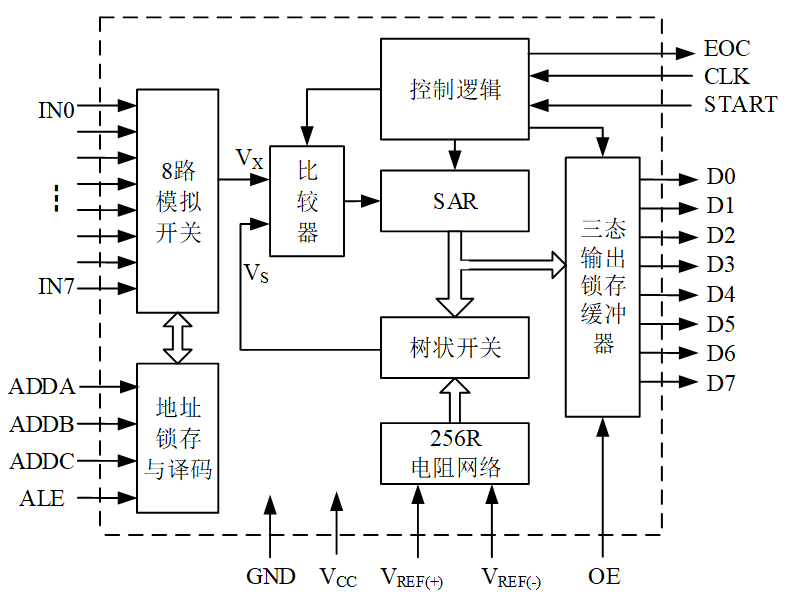 EOC
CLK
START
控制逻辑
IN0
IN7
8路
模拟
开关
VX
VS
比
较
器
SAR
三态
输出
锁存
缓冲
器
D0
D1
D2
D3
D4
D5
D6
D7
树状开关
ADDA
ADDB
ADDC
ALE
地址
锁存
与译码
256R
电阻网络
GND
VCC
VREF(+)
VREF(-)
OE